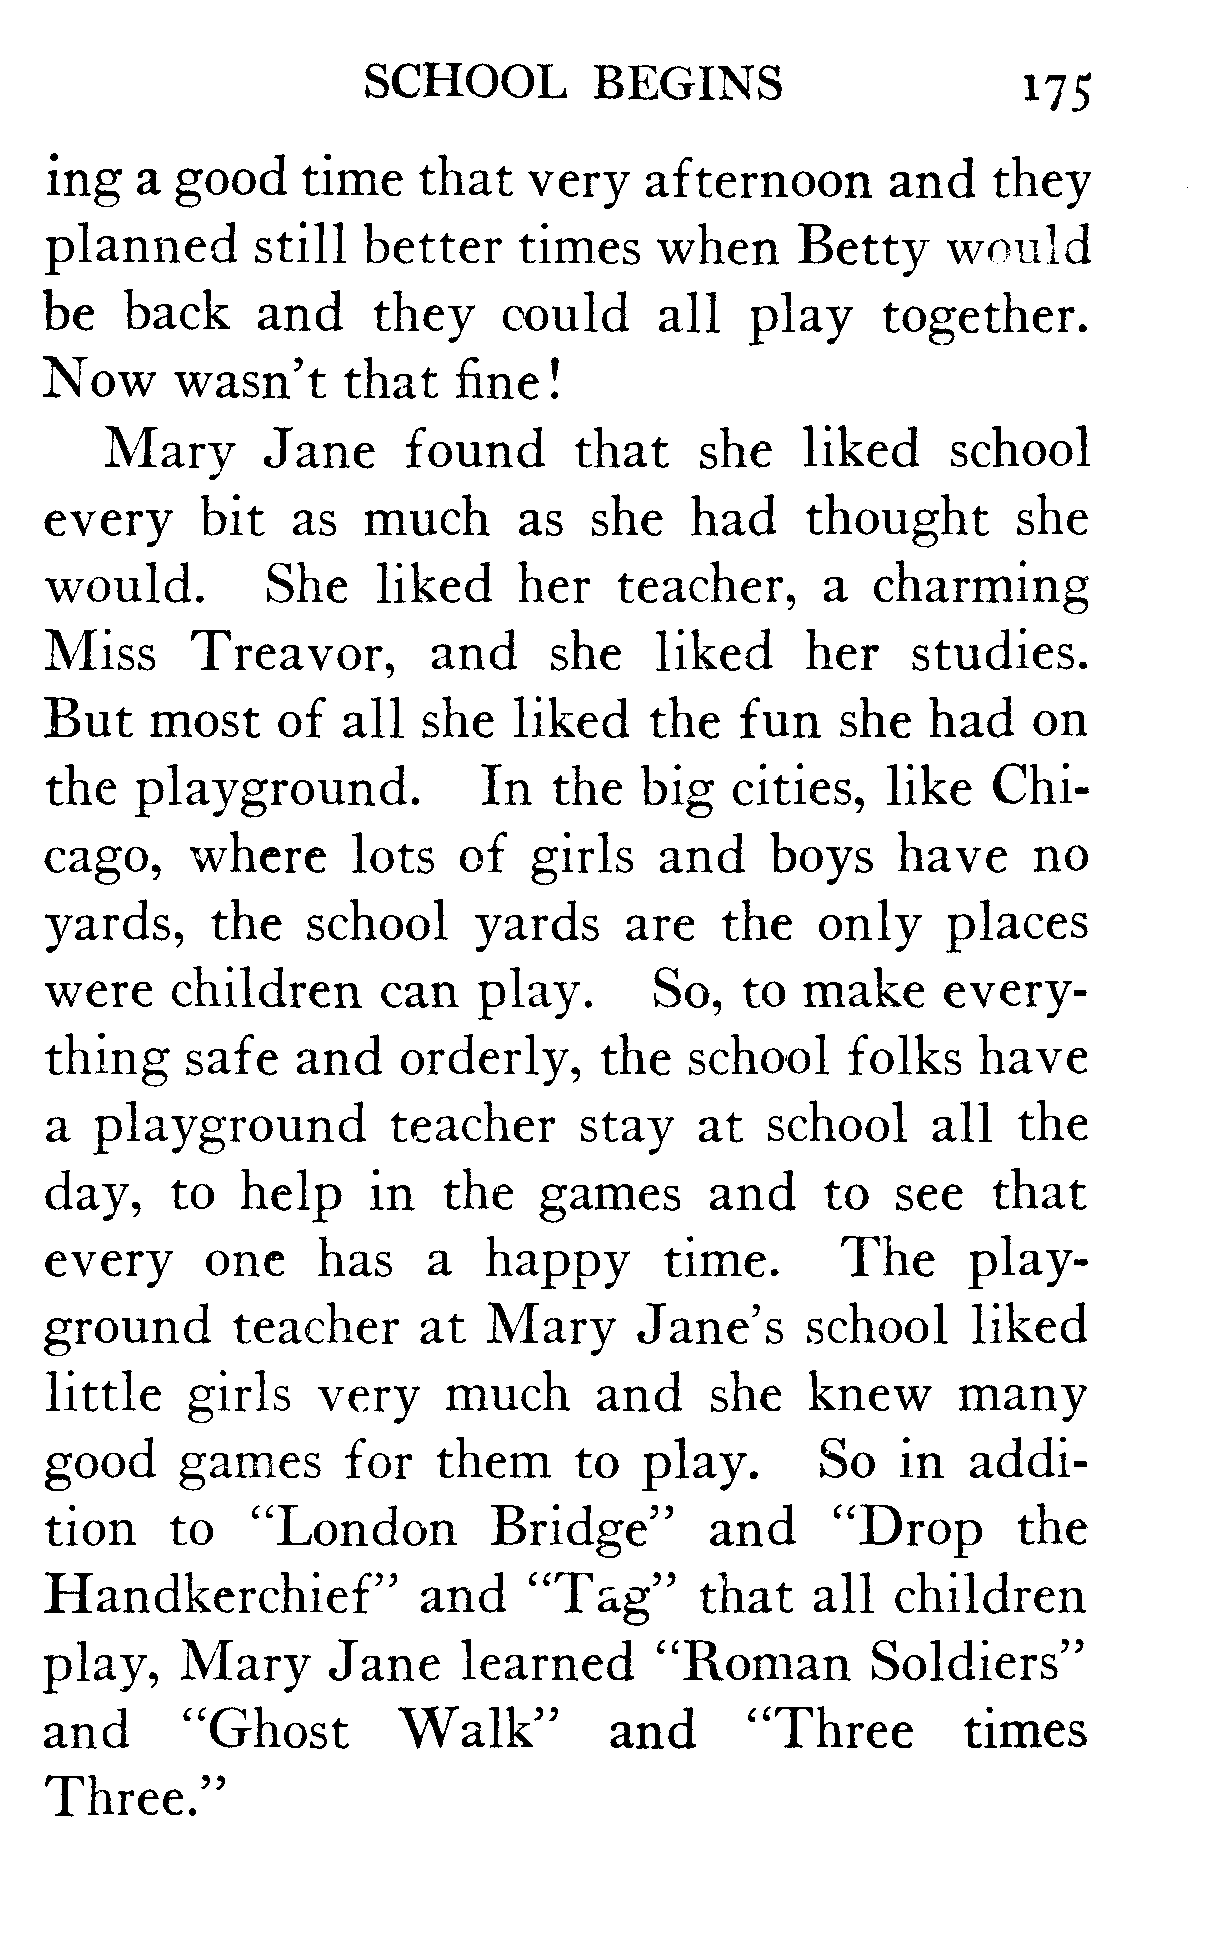 SCHOOL BEGINS 175
ing a good time that very afternoon and they
planned still better times when Betty would
be back and they could all play together.
Now wasn't that fine!
Mary Jane found that she liked school
every bit as much as she had thought she
would. She liked her teacher, a charming
Miss Treavor, and she liked her studies.
But most of all she liked the fun she had on
the playground. In the big cities, like Chi-
cago, where lots of girls and boys have no
yards, the school yards are the only places
were children can play. So, to make every-
thing safe and orderly, the school folks have
a playground teacher stay at school all the
day, to help in the games and to see that
every one has a happy time. The play-
ground teacher at Mary Jane's school liked
little girls very much and she knew many
good games for them to play. So in addi-
tion to "London Bridge" and "Drop the
Handkerchief" and "Tag" that all children
play, Mary Jane learned "Roman Soldiers"
and "Ghost Walk" and "Three times
Three."